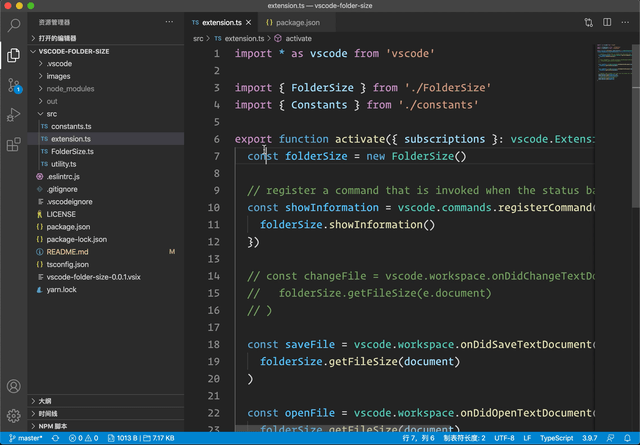 extension.ts — vscode-folder-size
资源管理器
extension.ts
package.json
打开的编辑器
src > extension.ts > activate
VSCODE-FOLDER-SIZE
.vscode
images
node_modules
out
src
constants.ts
extension.ts
FolderSize.ts
utility.ts
.eslintrc.js
.gitignore
.vscodeignore
LICENSE
package.json
package-lock.json
README.md M
tsconfig.json
vscode-folder-size-0.0.1.vsix
yarn.lock
大纲
时间线
NPM 脚本
1
1 import * as vscode from 'vscode'
2
3 import { FolderSize } from './FolderSize'
4 import { Constants } from './constants'
5
6 export function activate({ subscriptions }: vscode.Extens
7 const folderSize = new FolderSize()
8
9 // register a command that is invoked when the status ba
10 const showInformation = vscode.commands.registerCommand(
11 folderSize.showInformation()
12 })
13
14 // const changeFile = vscode.workspace.onDidChangeTextDo
15 // folderSize.getFileSize(e.document)
16 // )
17
18 const saveFile = vscode.workspace.onDidSaveTextDocument(
19 folderSize.getFileSize(document)
20 )
21
22 const openFile = vscode.workspace.onDidOpenTextDocument(
23 folderSize.getFileSize(document)
master* 0 0 1013 B | 7.17 KB 行 7，列 6 制表符长度: 2 UTF-8 LF TypeScript 3.9.7